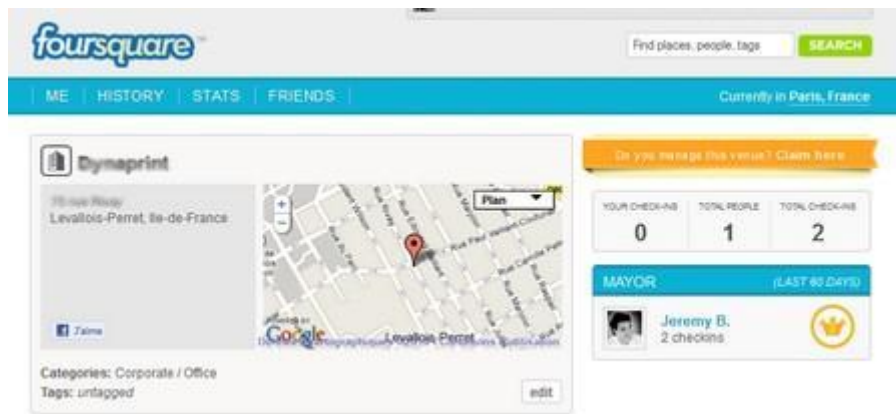 foursquare
Find places, people, tags
SEARCH
ME HISTORY STATS FRIENDS
Currently in Paris, France
Dynaprint
Do you manage this venue? Claim here
Levallois-Perret, Ile-de-France
Plan
YOUR CHECK-INS TOTAL PEOPLE TOTAL CHECK-INS
0 1 2
MAYOR (LAST 60 DAYS)
Jeremy B.
2 checkins
J'aime
Google
Levallois-Perret
Categories: Corporate / Office
Tags: untagged
edit